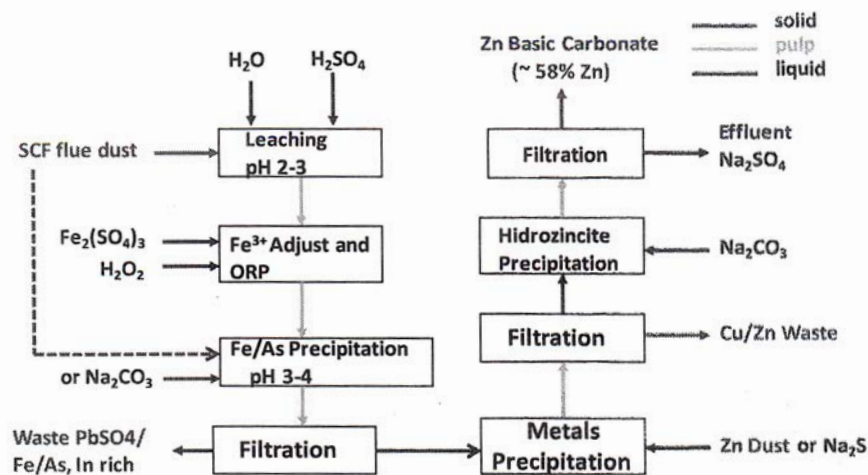 Zn Basic Carbonate
(~ 58% Zn)
solid
pulp
liquid
H₂O
H₂SO₄
SCF flue dust
Leaching
pH 2-3
Filtration
Effluent
Na₂SO₄
Fe₂(SO₄)₃
H₂O₂
Fe³⁺ Adjust and
ORP
Hidrozincite
Precipitation
Na₂CO₃
Fe/As Precipitation
pH 3-4
or Na₂CO₃
Filtration
Cu/Zn Waste
Waste PbSO4/
Fe/As, In rich
Filtration
Metals
Precipitation
Zn Dust or Na₂S